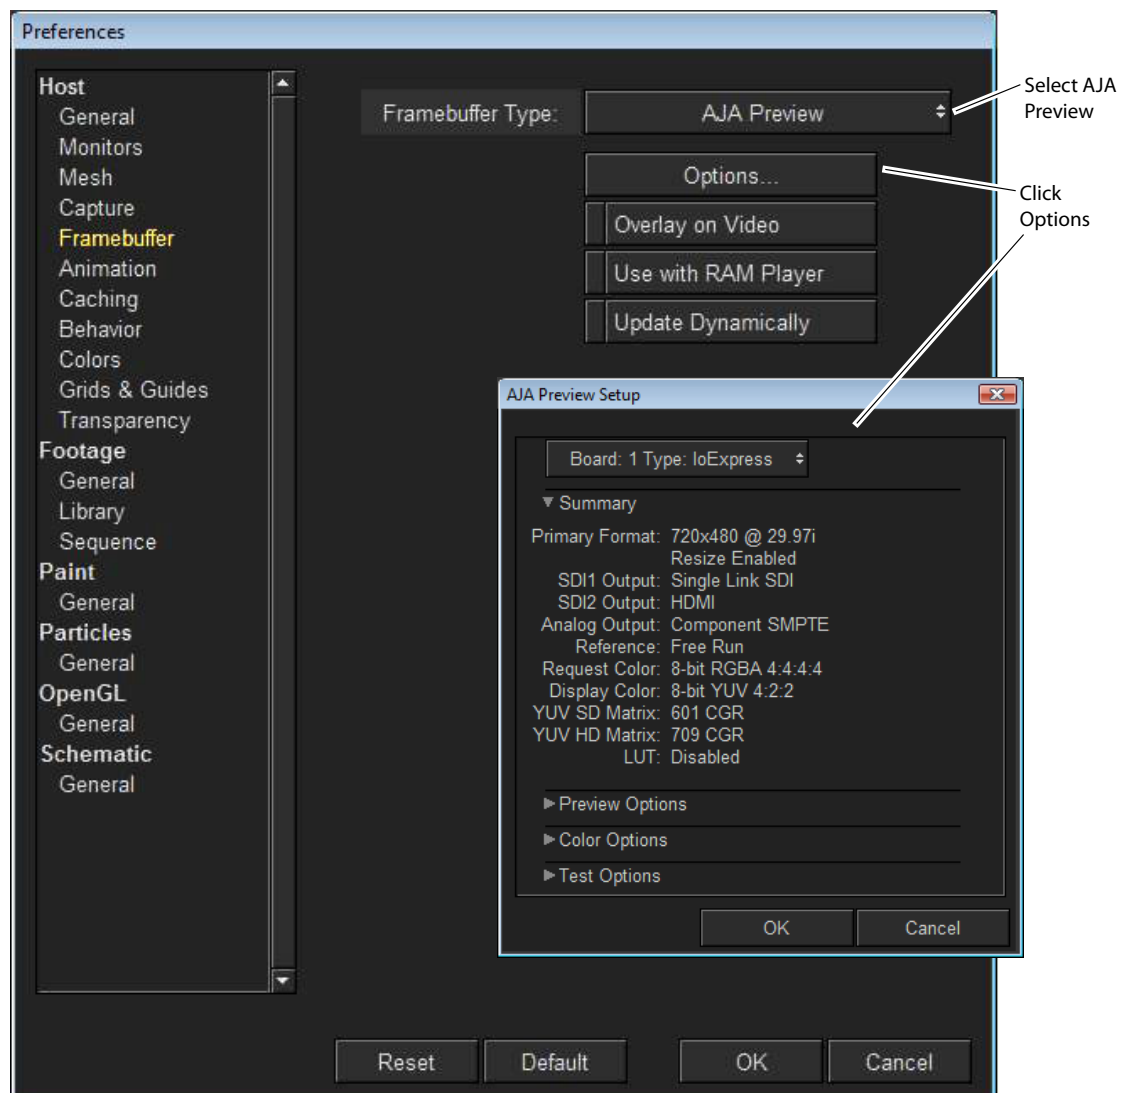 Preferences
Host
General
Monitors
Mesh
Capture
Framebuffer
Animation
Caching
Behavior
Colors
Grids & Guides
Transparency
Footage
General
Library
Sequence
Paint
General
Particles
General
OpenGL
General
Schematic
General
Framebuffer Type: AJA Preview
Options...
Overlay on Video
Use with RAM Player
Update Dynamically
Select AJA
Preview
Click
Options
AJA Preview Setup
Board: 1 Type: IoExpress
Summary
Primary Format: 720x480 @ 29.97i
Resize Enabled
SDI1 Output: Single Link SDI
SDI2 Output: HDMI
Analog Output: Component SMPTE
Reference: Free Run
Request Color: 8-bit RGBA 4:4:4:4
Display Color: 8-bit YUV 4:2:2
YUV SD Matrix: 601 CGR
YUV HD Matrix: 709 CGR
LUT: Disabled
Preview Options
Color Options
Test Options
OK Cancel
Reset Default OK Cancel